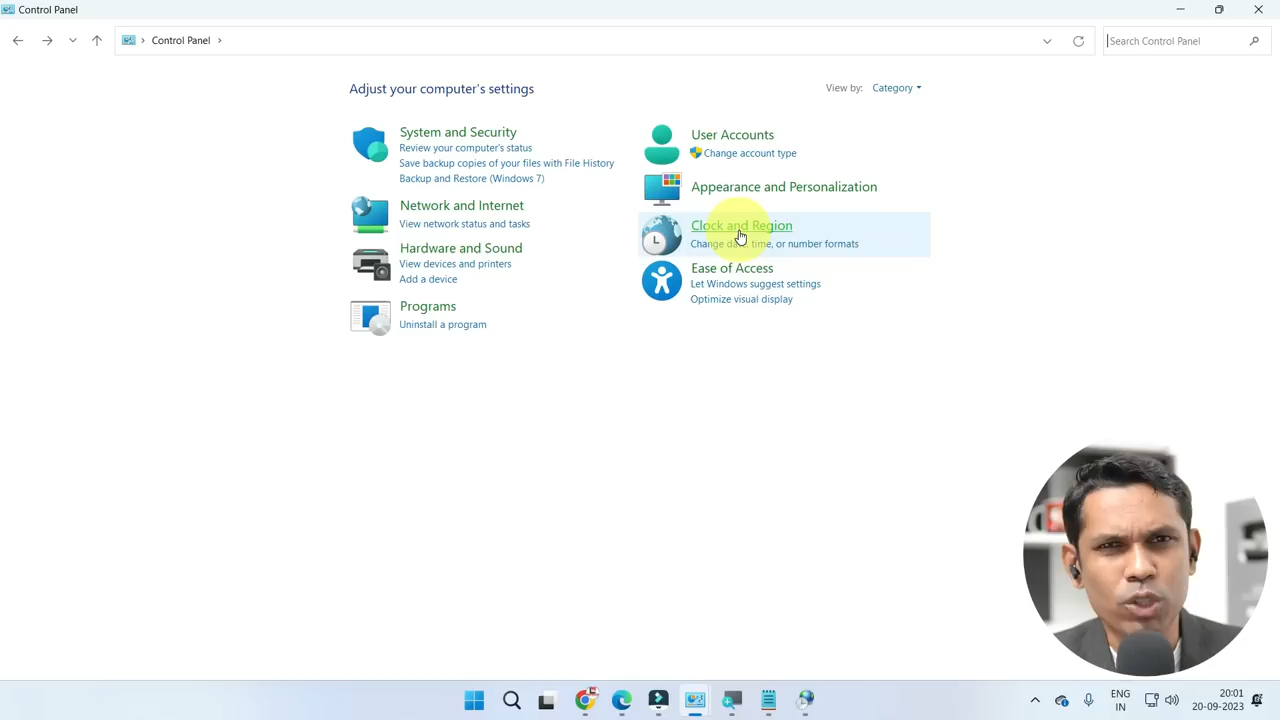 Control Panel
Control Panel
Search Control Panel
Adjust your computer's settings
View by: Category
System and Security
Review your computer's status
Save backup copies of your files with File History
Backup and Restore (Windows 7)
Network and Internet
View network status and tasks
Hardware and Sound
View devices and printers
Add a device
Programs
Uninstall a program
User Accounts
Change account type
Appearance and Personalization
Clock and Region
Change date, time, or number formats
Ease of Access
Let Windows suggest settings
Optimize visual display
ENG
IN
20:01
20-09-2023